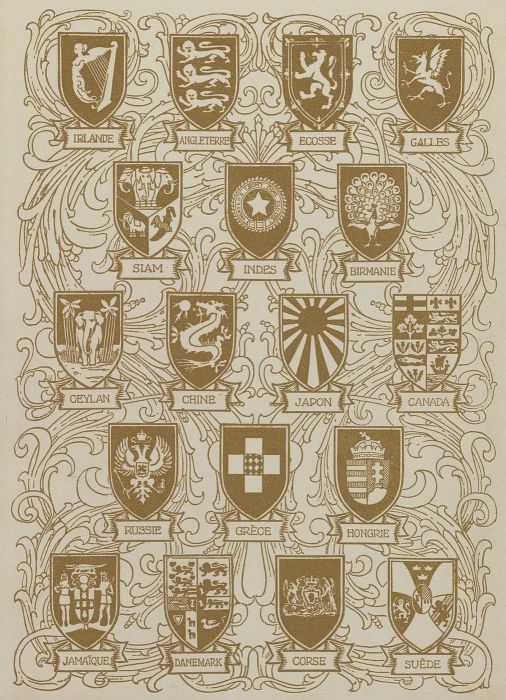 IRLANDE
ANGLETERRE
ECOSSE
GALLES
SIAM
INDES
BIRMANIE
CEYLAN
CHINE
JAPON
CANADA
RUSSIE
GRÈCE
HONGRIE
JAMAÏQUE
DANEMARK
CORSE
SUÈDE